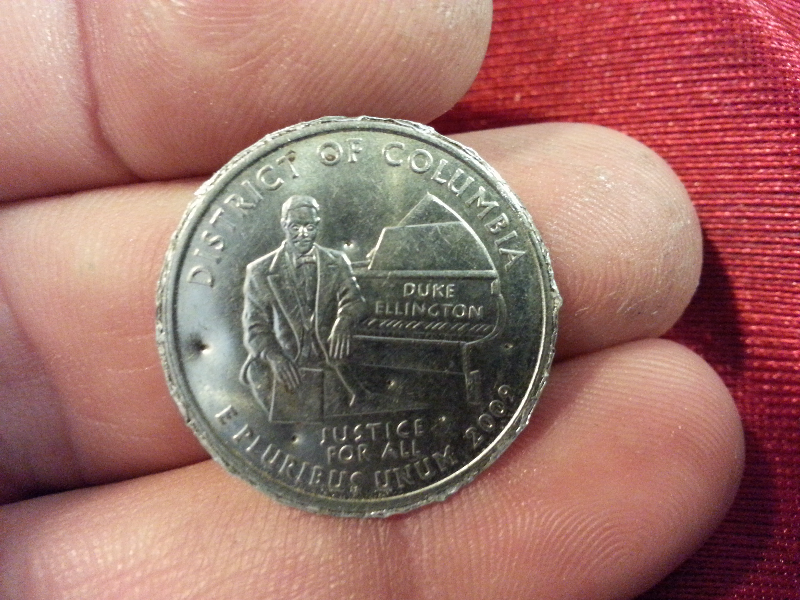 DISTRICT OF COLUMBIA
DUKE
ELLINGTON
JUSTICE
FOR ALL
E PLURIBUS UNUM 2009